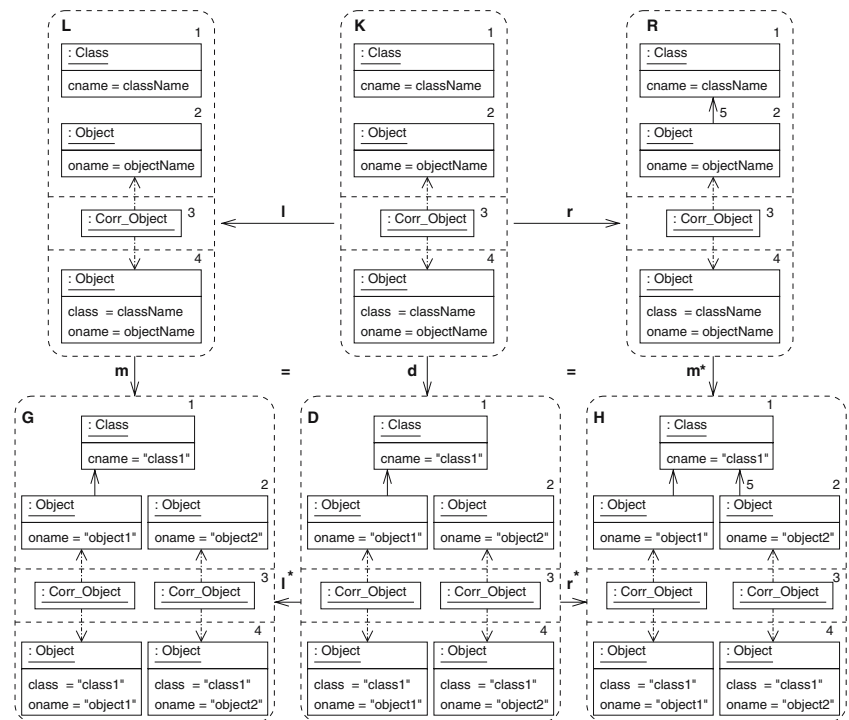 L
1
: Class
cname = className
2
: Object
oname = objectName
: Corr_Object
3
4
: Object
class = className
oname = objectName
l
K
1
: Class
cname = className
2
: Object
oname = objectName
: Corr_Object
3
4
: Object
class = className
oname = objectName
r
R
1
: Class
cname = className
5
2
: Object
oname = objectName
: Corr_Object
3
4
: Object
class = className
oname = objectName
m
=
d
=
m*
G
1
: Class
cname = "class1"
2
: Object
: Object
oname = "object1"
oname = "object2"
3
: Corr_Object
: Corr_Object
4
: Object
: Object
class = "class1"
class = "class1"
oname = "object1"
oname = "object2"
l*
D
1
: Class
cname = "class1"
2
: Object
: Object
oname = "object1"
oname = "object2"
3
: Corr_Object
: Corr_Object
4
: Object
: Object
class = "class1"
class = "class1"
oname = "object1"
oname = "object2"
r*
H
1
: Class
cname = "class1"
5
2
: Object
: Object
oname = "object1"
oname = "object2"
3
: Corr_Object
: Corr_Object
4
: Object
: Object
class = "class1"
class = "class1"
oname = "object1"
oname = "object2"